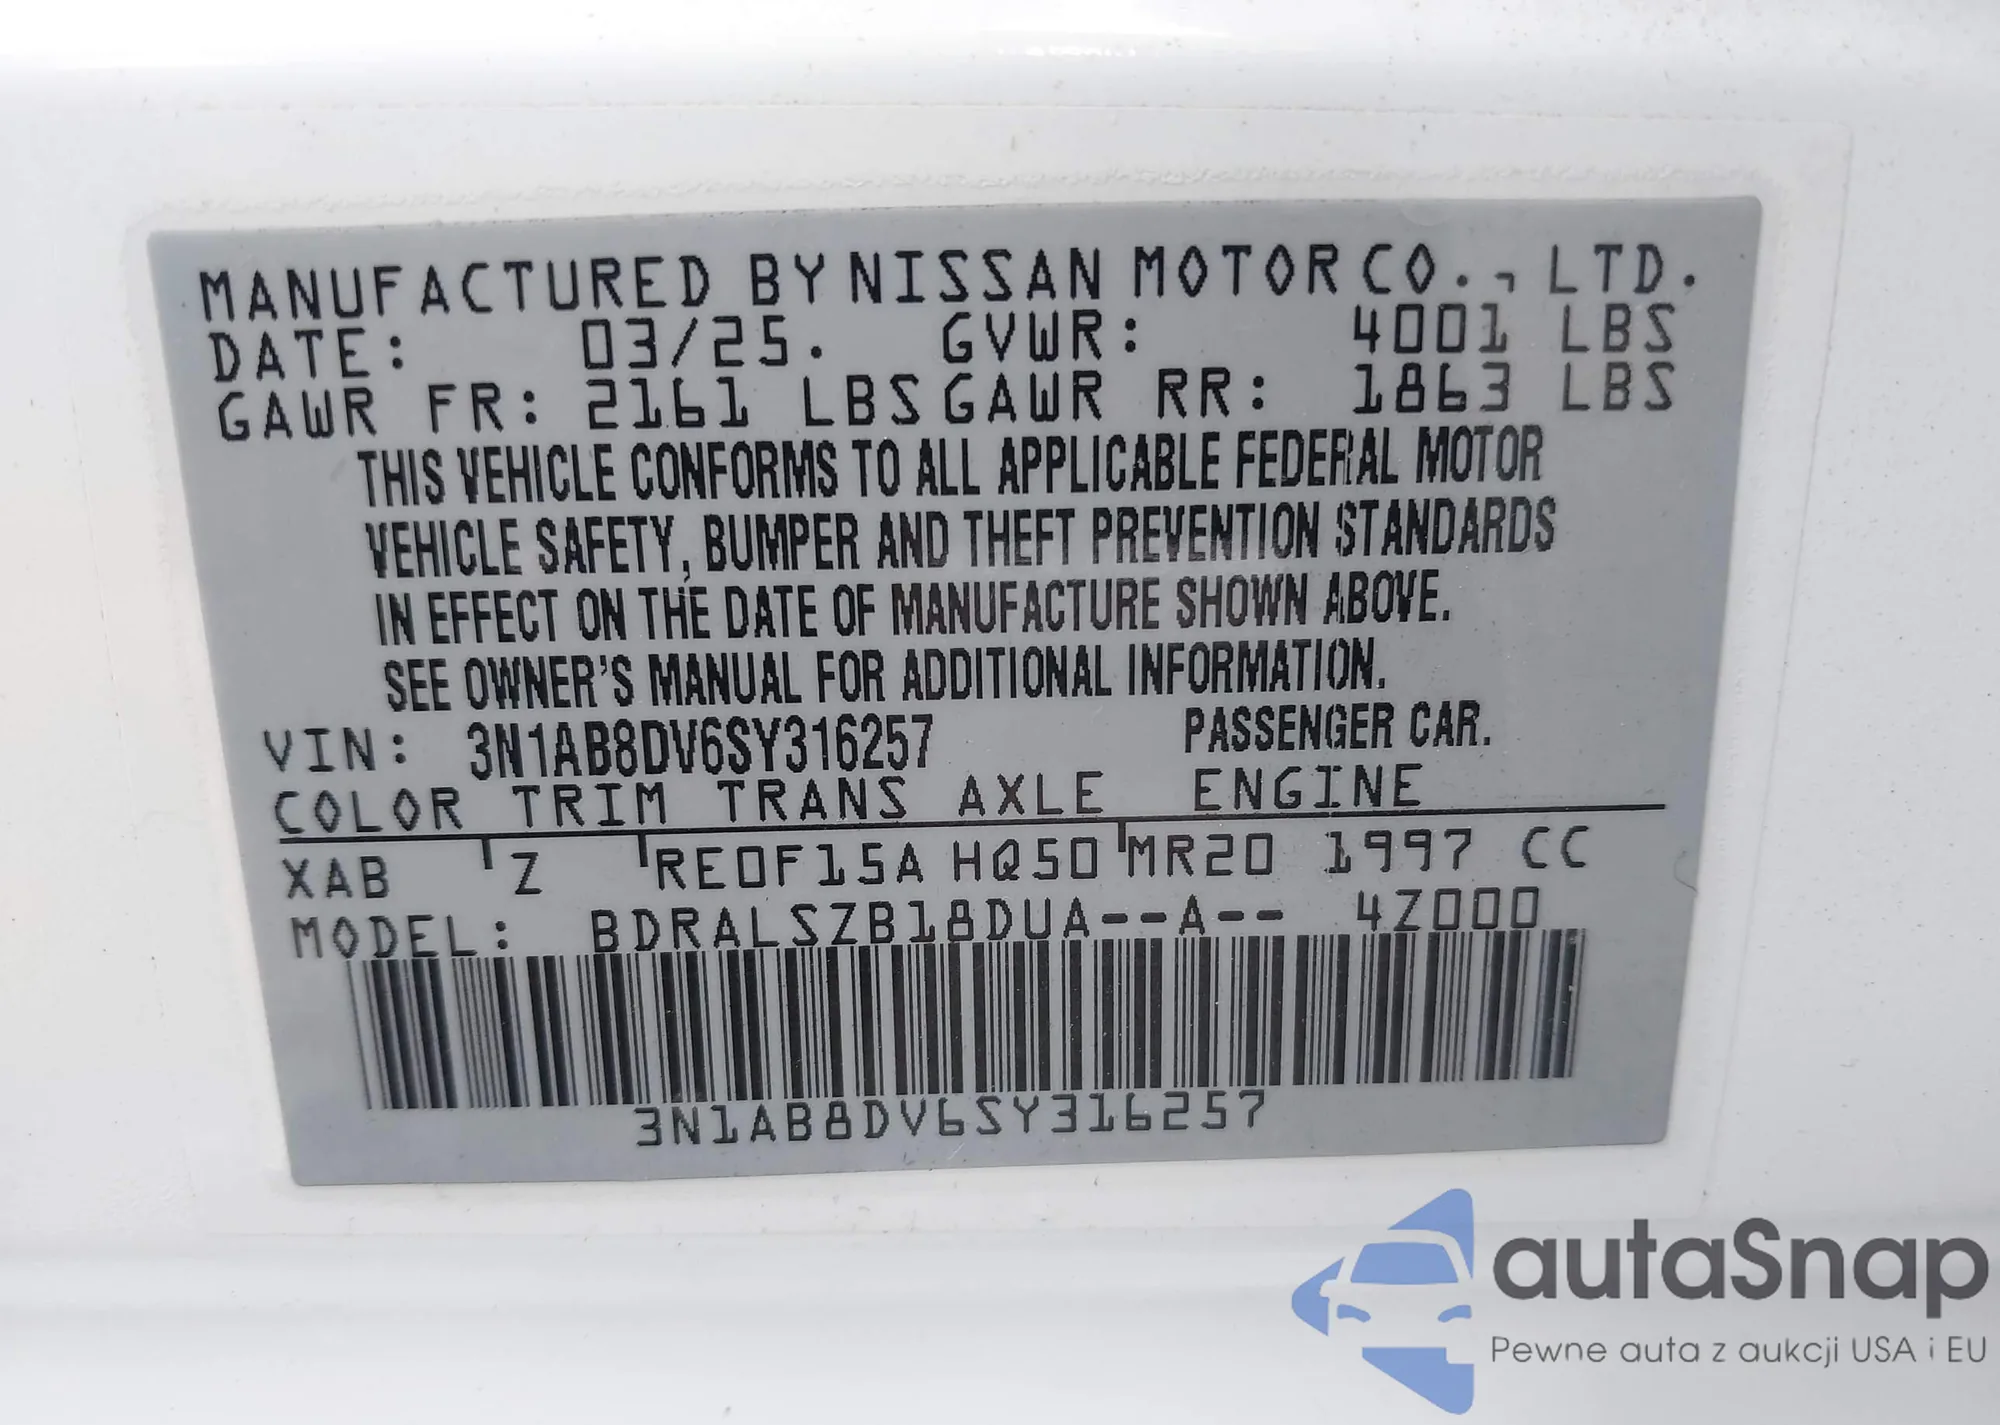 MANUFACTURED BY NISSAN MOTOR CO., LTD.
DATE: 03/25. GVWR: 4001 LBS
GAWR FR: 2161 LBS GAWR RR: 1863 LBS
THIS VEHICLE CONFORMS TO ALL APPLICABLE FEDERAL MOTOR
VEHICLE SAFETY, BUMPER AND THEFT PREVENTION STANDARDS
IN EFFECT ON THE DATE OF MANUFACTURE SHOWN ABOVE.
SEE OWNER'S MANUAL FOR ADDITIONAL INFORMATION.
VIN: 3N1AB8DV6SY316257 PASSENGER CAR.
COLOR TRIM TRANS AXLE ENGINE
XAB Z RE0F15A HQ50 MR20 1997 CC
MODEL: BDRALSZB18DUA--A-- 4Z000
3N1AB8DV6SY316257
autaSnap
Pewne auta z aukcji USA i EU